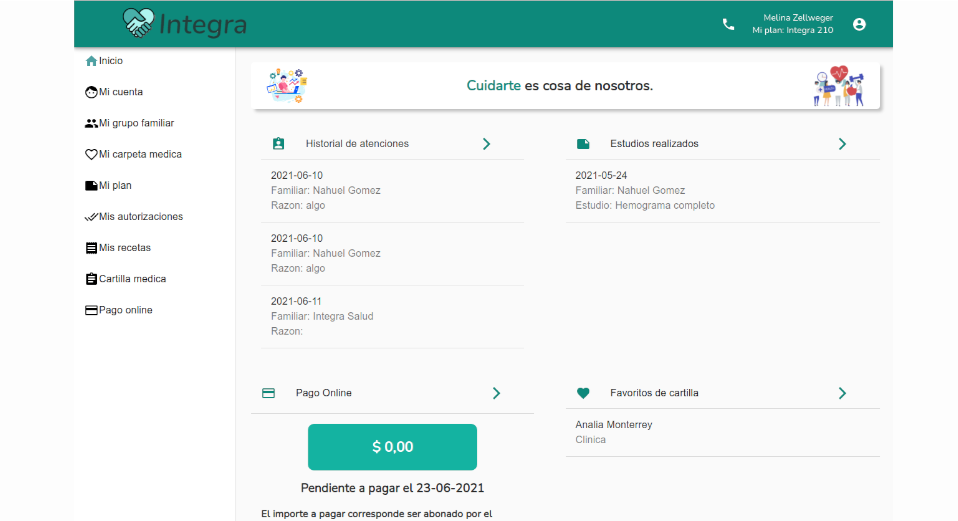 Integra
Melina Zellweger
Mi plan: Integra 210
Inicio
Mi cuenta
Mi grupo familiar
Mi carpeta medica
Mi plan
Mis autorizaciones
Mis recetas
Cartilla medica
Pago online
Cuidarte es cosa de nosotros.
Historial de atenciones
2021-06-10
Familiar: Nahuel Gomez
Razon: algo
2021-06-10
Familiar: Nahuel Gomez
Razon: algo
2021-06-11
Familiar: Integra Salud
Razon:
Estudios realizados
2021-05-24
Familiar: Nahuel Gomez
Estudio: Hemograma completo
Pago Online
$ 0,00
Pendiente a pagar el 23-06-2021
El importe a pagar corresponde ser abonado por el
Favoritos de cartilla
Analia Monterrey
Clinica